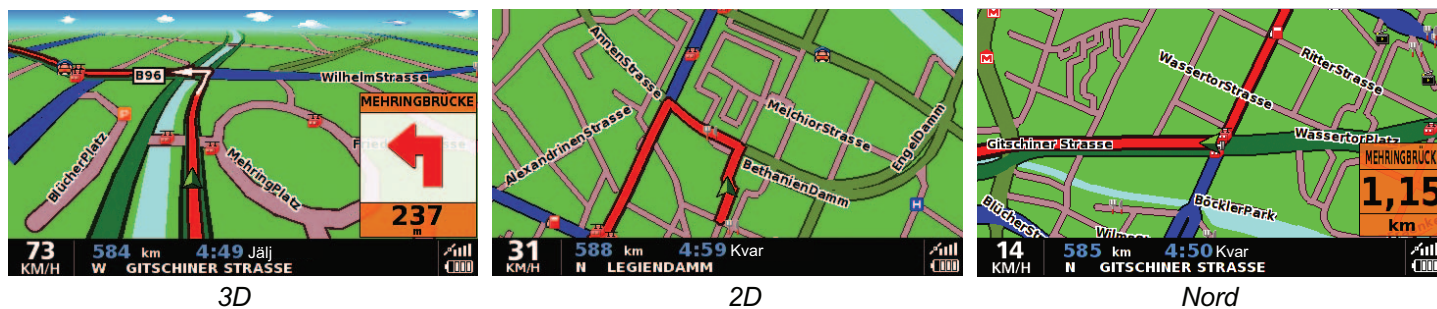 B96
WilhelmStrasse
MEHRINGBRÜCKE
BlücherPlatz
MehringPlatz
237
m
73
KM/H
584 km 4:49 Jälj
W GITSCHINER STRASSE
3D
AnnenStrasse
AlexandrinenStrasse
MelchiorStrasse
EngelDamm
BethanienDamm
H
31
KM/H
588 km 4:59 Kvar
N LEGIENDAMM
2D
M
M
RitterStrasse
WassertorStrasse
Gitschiner Strasse
WassertorPlatz
MEHRINGBRÜCK
1,15
km
BöcklerPark
BlücherSt
Wilm
14
KM/H
585 km 4:50 Kvar
N GITSCHINER STRASSE
Nord